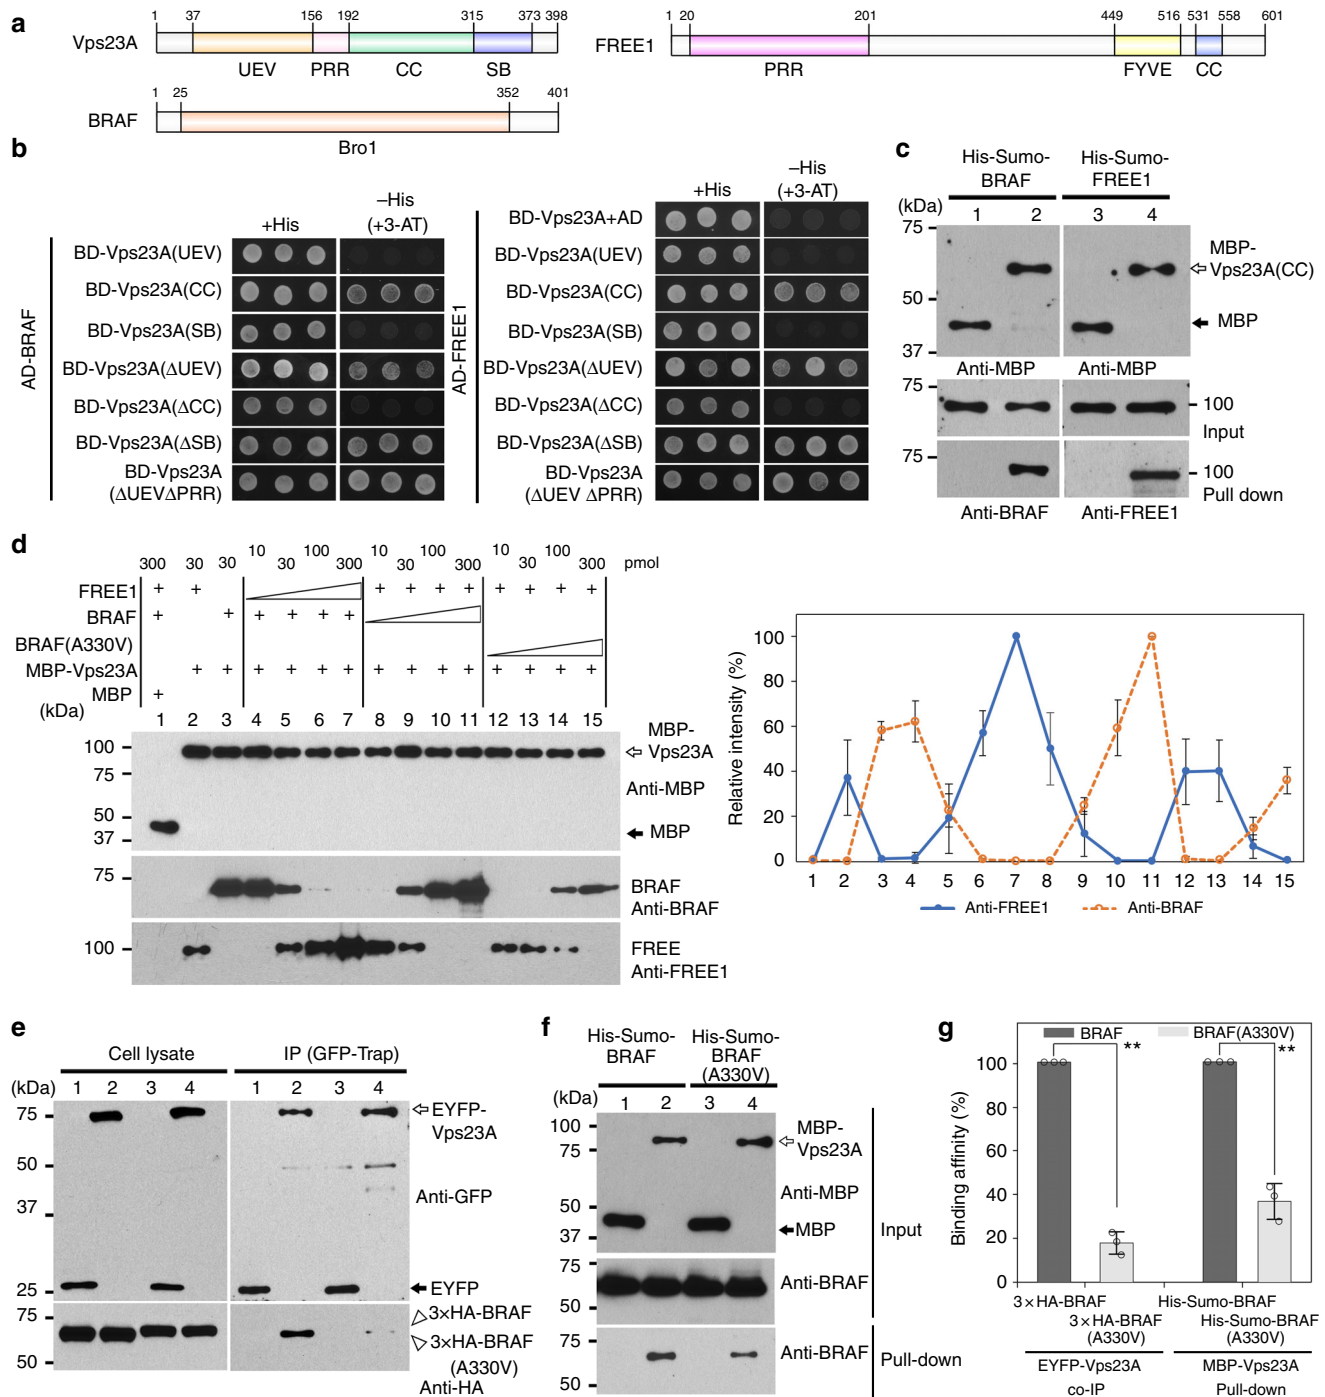 a
1 37 156 192 315 373 398
Vps23A
UEV PRR CC SB
1 20 201 449 516 531 558 601
FREE1
PRR FYVE CC
1 25 352 401
BRAF
Bro1
b
+His –His (+3-AT)
AD-BRAF
BD-Vps23A(UEV)
BD-Vps23A(CC)
BD-Vps23A(SB)
BD-Vps23A(ΔUEV)
BD-Vps23A(ΔCC)
BD-Vps23A(ΔSB)
BD-Vps23A
(ΔUEVΔPRR)
+His –His (+3-AT)
AD-FREE1
BD-Vps23A+AD
BD-Vps23A(UEV)
BD-Vps23A(CC)
BD-Vps23A(SB)
BD-Vps23A(ΔUEV)
BD-Vps23A(ΔCC)
BD-Vps23A(ΔSB)
BD-Vps23A
(ΔUEV ΔPRR)
c
His-Sumo-BRAF His-Sumo-FREE1
(kDa) 1 2 3 4
75
50
37
MBP-Vps23A(CC)
MBP
Anti-MBP Anti-MBP
75
100
Input
75
100
Pull down
Anti-BRAF Anti-FREE1
d
10 100 10 100 10 100
300 30 30 30 300 30 300 30 300 pmol
FREE1 + + + + + + + + + +
BRAF + + + + + +
BRAF(A330V)
MBP-Vps23A + + + + + + + + + + + + + +
MBP +
(kDa) 1 2 3 4 5 6 7 8 9 10 11 12 13 14 15
100
75
50
37
MBP-Vps23A
Anti-MBP
MBP
75
BRAF
Anti-BRAF
100
FREE
Anti-FREE1
Relative intensity (%)
100
80
60
40
20
0
1 2 3 4 5 6 7 8 9 10 11 12 13 14 15
Anti-FREE1 Anti-BRAF
e
Cell lysate IP (GFP-Trap)
(kDa) 1 2 3 4 1 2 3 4
75
50
37
25
EYFP-Vps23A
Anti-GFP
EYFP
75
50
3×HA-BRAF
3×HA-BRAF
(A330V)
Anti-HA
f
His-Sumo-BRAF His-Sumo-BRAF (A330V)
(kDa) 1 2 3 4
100
75
50
37
MBP-Vps23A
Anti-MBP
MBP
Input
75
50
Anti-BRAF
75
50
Anti-BRAF
Pull-down
g
BRAF BRAF(A330V)
** **
Binding affinity (%)
100
80
60
40
20
0
3×HA-BRAF His-Sumo-BRAF
3×HA-BRAF (A330V) His-Sumo-BRAF (A330V)
EYFP-Vps23A MBP-Vps23A
co-IP Pull-down